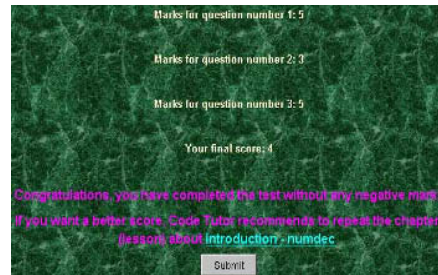 Marks for question number 1: 5
Marks for question number 2: 3
Marks for question number 3: 5
Your final score: 4
Congratulations, you have completed the test without any negative mark
If you want a better score, Code Tutor recommends to repeat the chapter
(lesson) about introduction - numdec
Submit